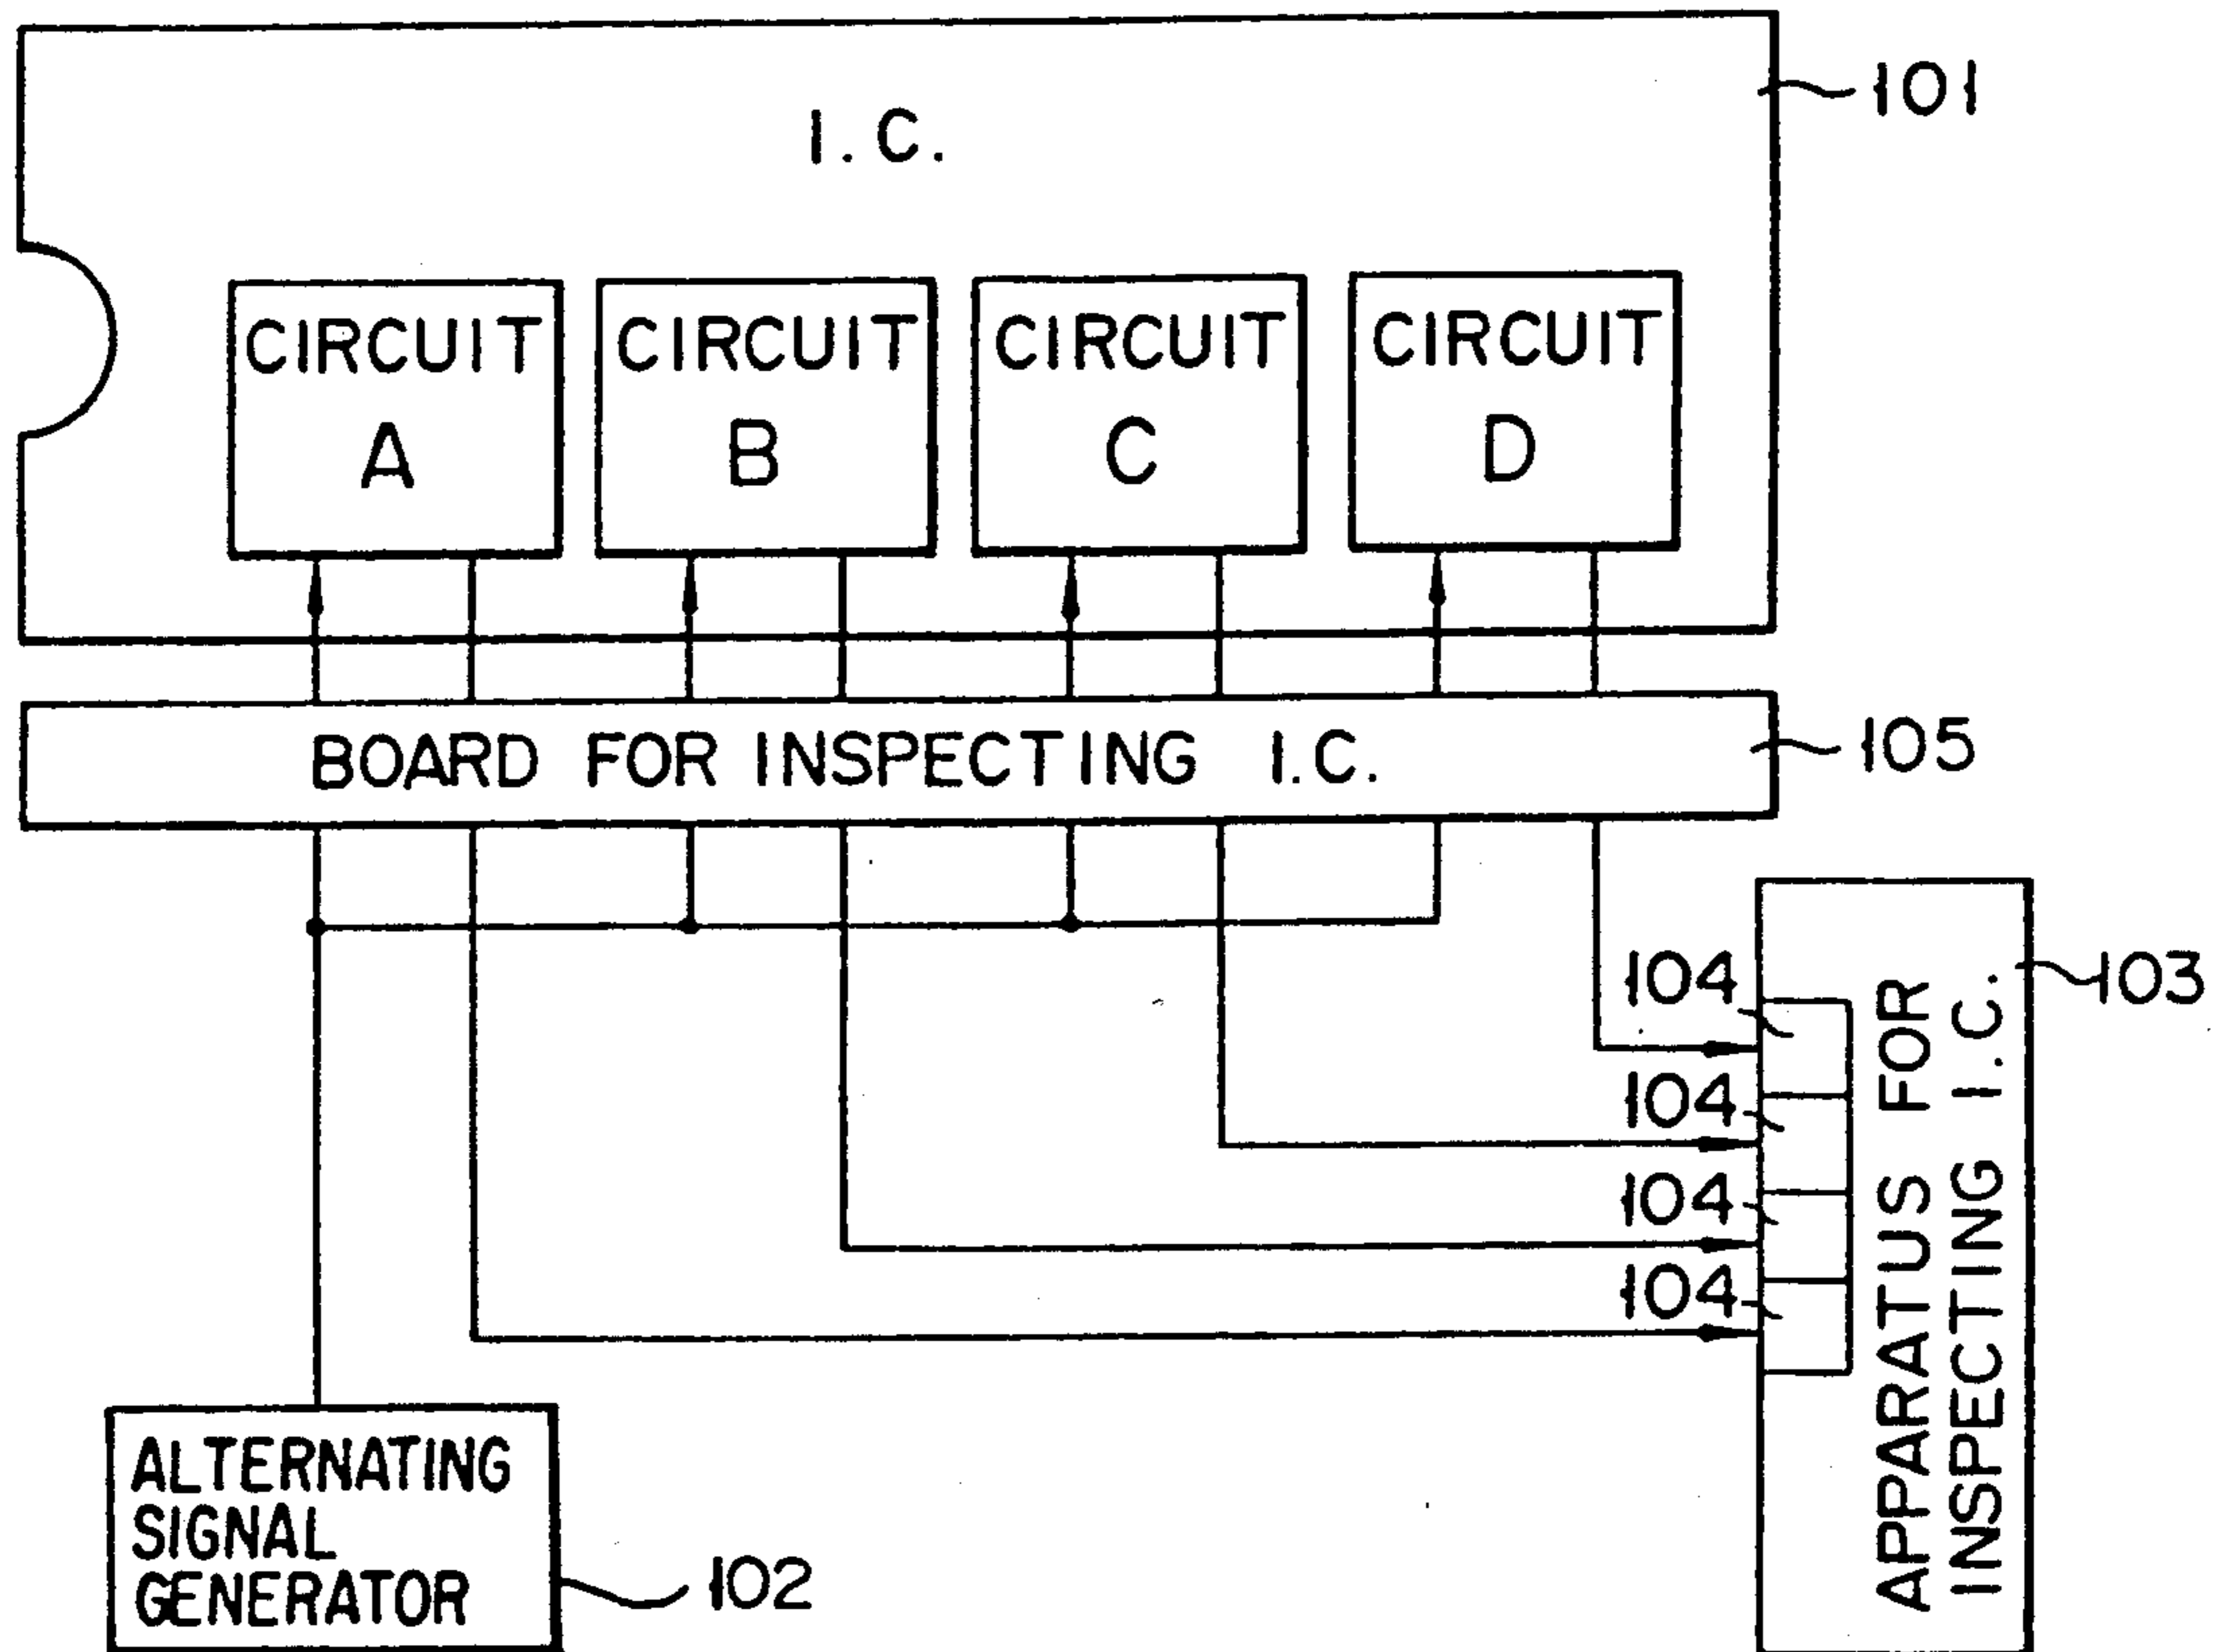 I.C.
101
CIRCUIT
A
CIRCUIT
B
CIRCUIT
C
CIRCUIT
D
BOARD FOR INSPECTING I.C.
105
104
104
104
104
APPARATUS FOR
INSPECTING I.C.
103
ALTERNATING
SIGNAL
GENERATOR
102